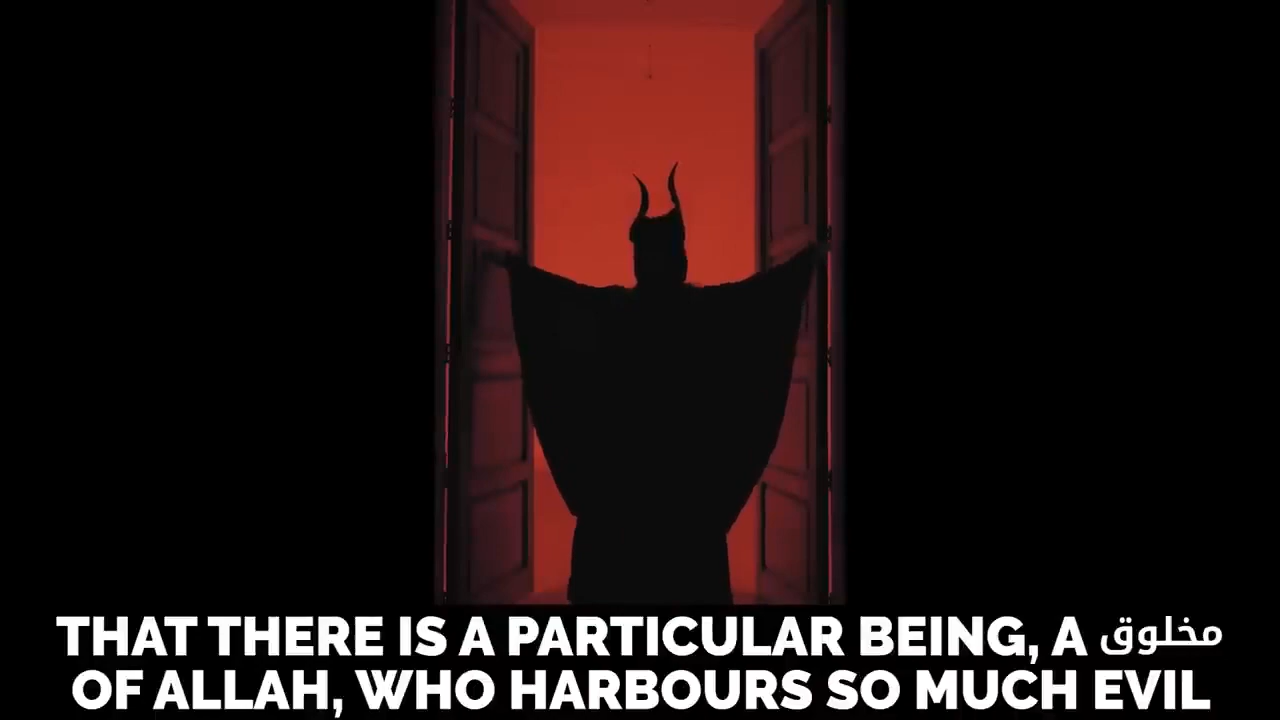 THAT THERE IS A PARTICULAR BEING, A مخلوق
OF ALLAH, WHO HARBOURS SO MUCH EVIL